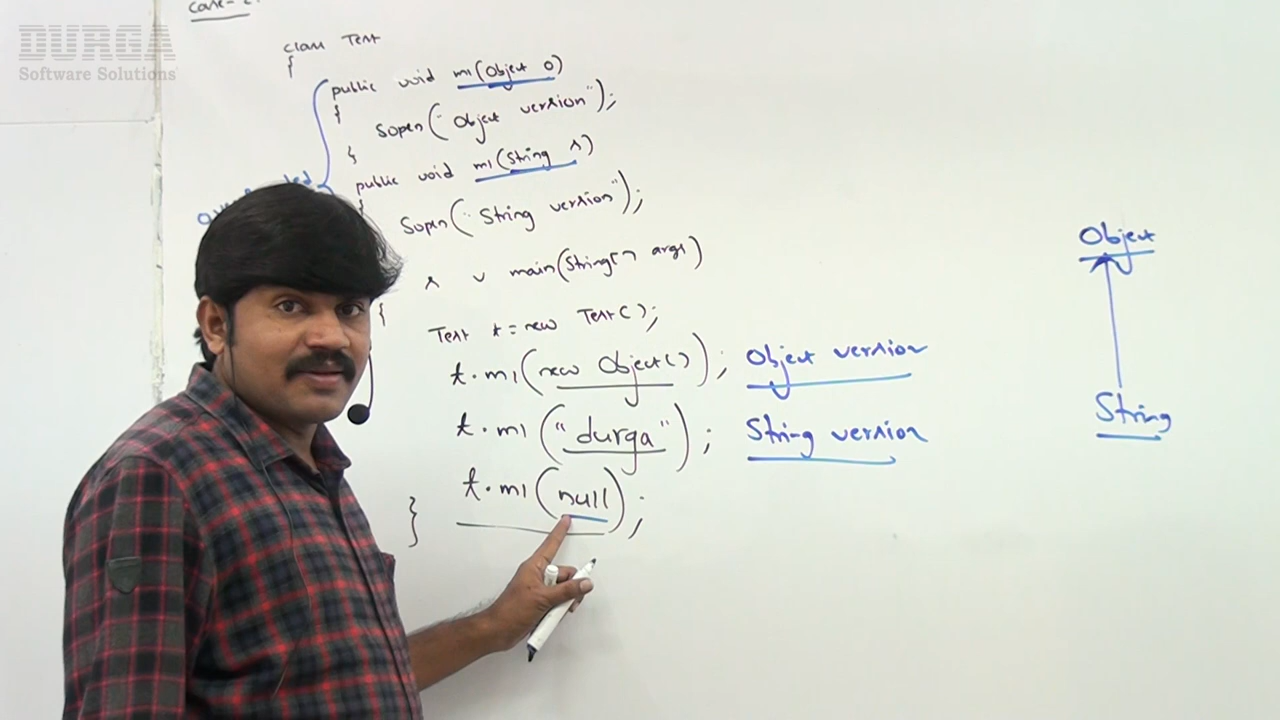 DURGA
Software Solutions
Case-2:
class Test
{
public void m1(Object o)
{
Sopln("Object version");
}
public void m1(String s)
{
Sopln("String version");
s v main(String[] args)
{
Test t = new Test();
t.m1(new Object()); Object version
t.m1("durga"); String version
t.m1(null);
}
Object
String